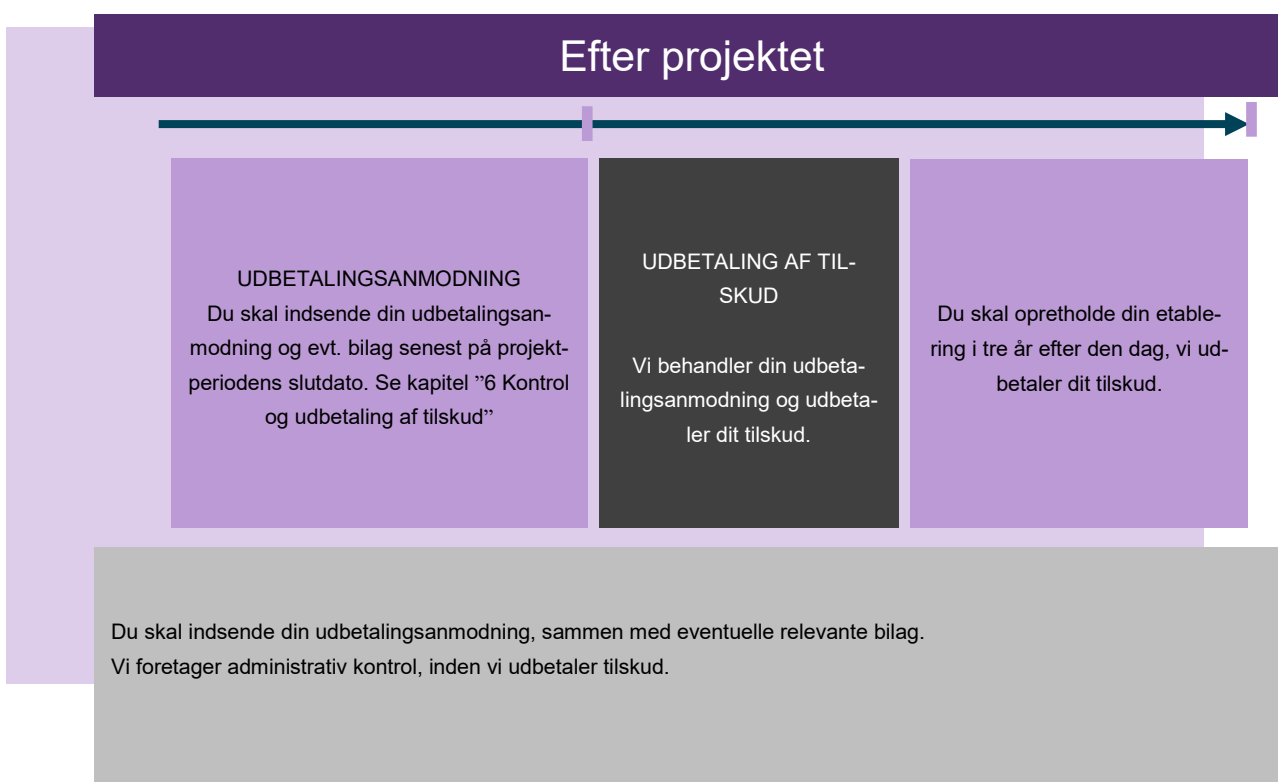 Efter projektet
UDBETALINGSANMODNING
Du skal indsende din udbetalingsan-
modning og evt. bilag senest på projekt-
periodens slutdato. Se kapitel ”6 Kontrol
og udbetaling af tilskud”
UDBETALING AF TIL-
SKUD
Vi behandler din udbeta-
lingsanmodning og udbeta-
ler dit tilskud.
Du skal opretholde din etable-
ring i tre år efter den dag, vi ud-
betaler dit tilskud.
Du skal indsende din udbetalingsanmodning, sammen med eventuelle relevante bilag.
Vi foretager administrativ kontrol, inden vi udbetaler tilskud.